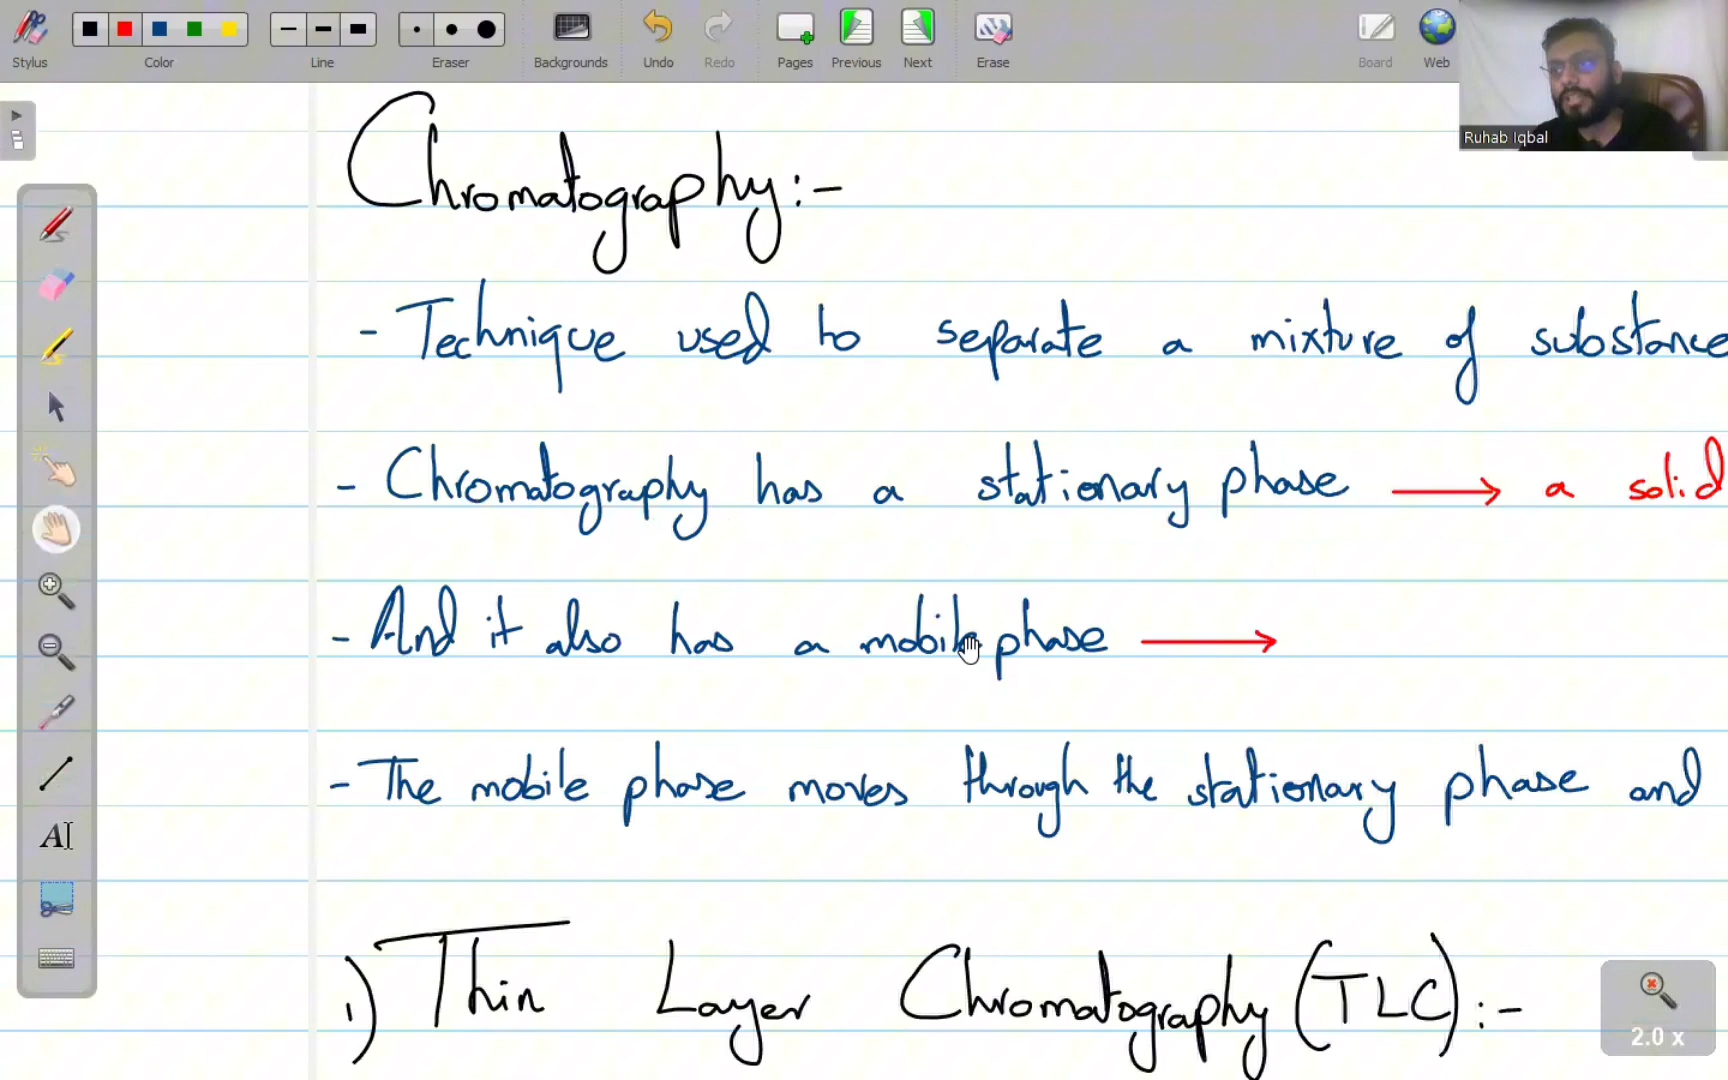 Stylus Color Line Eraser Backgrounds Undo Redo Pages Previous Next Erase Board Web
Ruhab Iqbal
Chromatography:-
- Technique used to separate a mixture of substance
- Chromatography has a stationary phase → a solid
- And it also has a mobile phase →
- The mobile phase moves through the stationary phase and
1) Thin Layer Chromatography (TLC):-
2.0 x